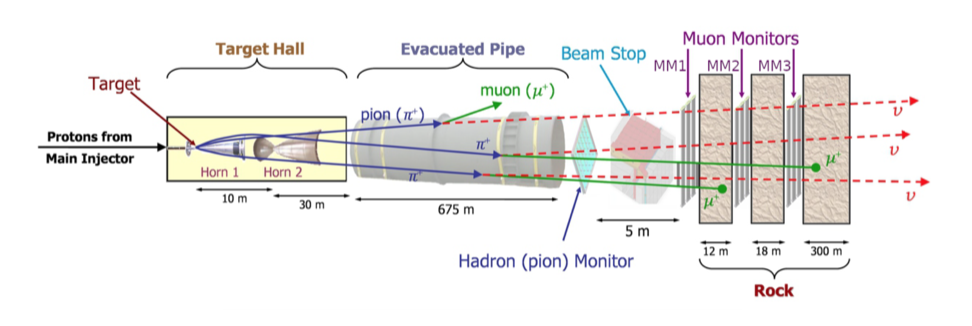 Target Hall
Evacuated Pipe
Beam Stop
Muon Monitors
MM1
MM2
MM3
Target
muon (μ⁺)
pion (π⁺)
ν
Protons from
Main Injector
π⁺
ν
μ⁺
Horn 1
Horn 2
π⁺
ν
μ⁺
10 m
30 m
675 m
5 m
12 m
18 m
300 m
Hadron (pion) Monitor
Rock